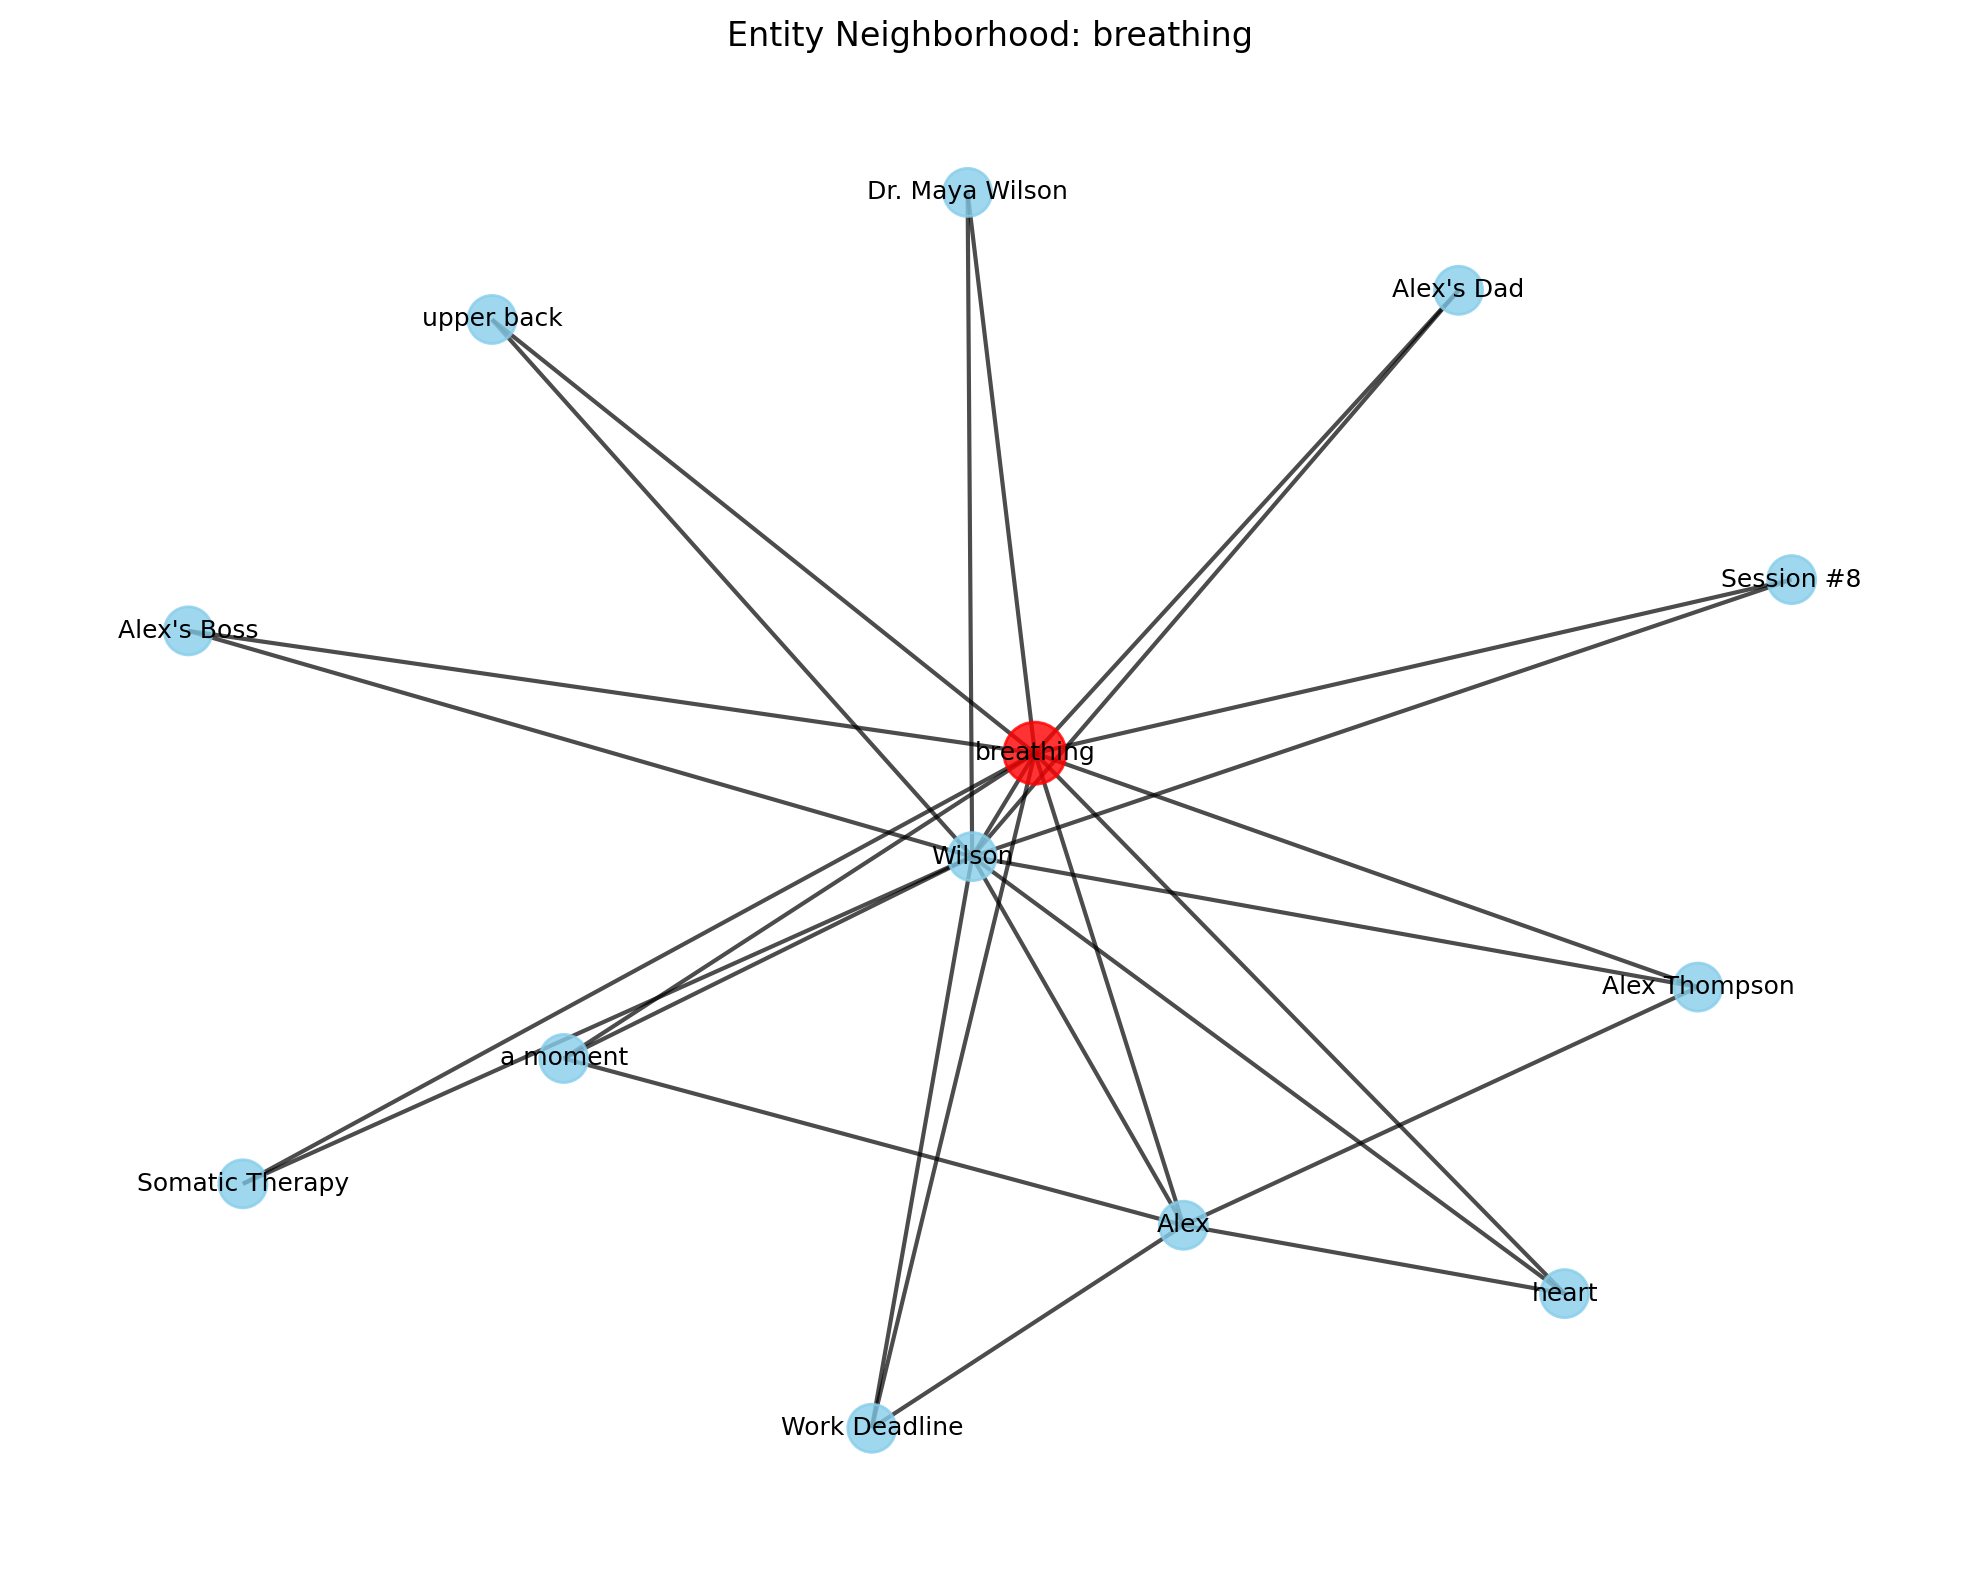 Entity Neighborhood: breathing
Dr. Maya Wilson
Alex's Dad
upper back
Session #8
Alex's Boss
breathing
Wilson
Alex Thompson
a moment
Somatic Therapy
Alex
heart
Work Deadline